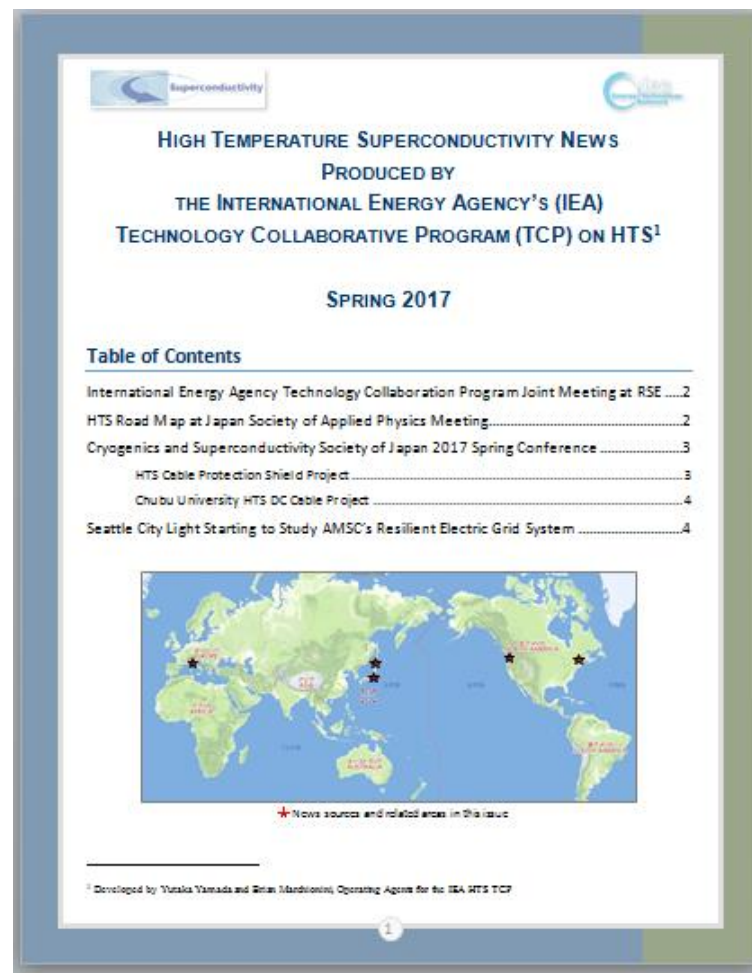 Superconductivity
HIGH TEMPERATURE SUPERCONDUCTIVITY NEWS
PRODUCED BY
THE INTERNATIONAL ENERGY AGENCY'S (IEA)
TECHNOLOGY COLLABORATIVE PROGRAM (TCP) ON HTS¹
SPRING 2017
Table of Contents
International Energy Agency Technology Collaboration Program Joint Meeting at RSE .....2
HTS Road Map at Japan Society of Applied Physics Meeting..........2
Cryogenics and Superconductivity Society of Japan 2017 Spring Conference ..........3
HTS Cable Protection Shield Project ..........3
Chubu University HTS DC Cable Project ..........4
Seattle City Light Starting to Study AMSC's Resilient Electric Grid System ..........4
News sources and related areas in this issue
¹ Developed by Yutaka Yamada and Brian Marchionini, Operating Agents for the IEA HTS TCP
1